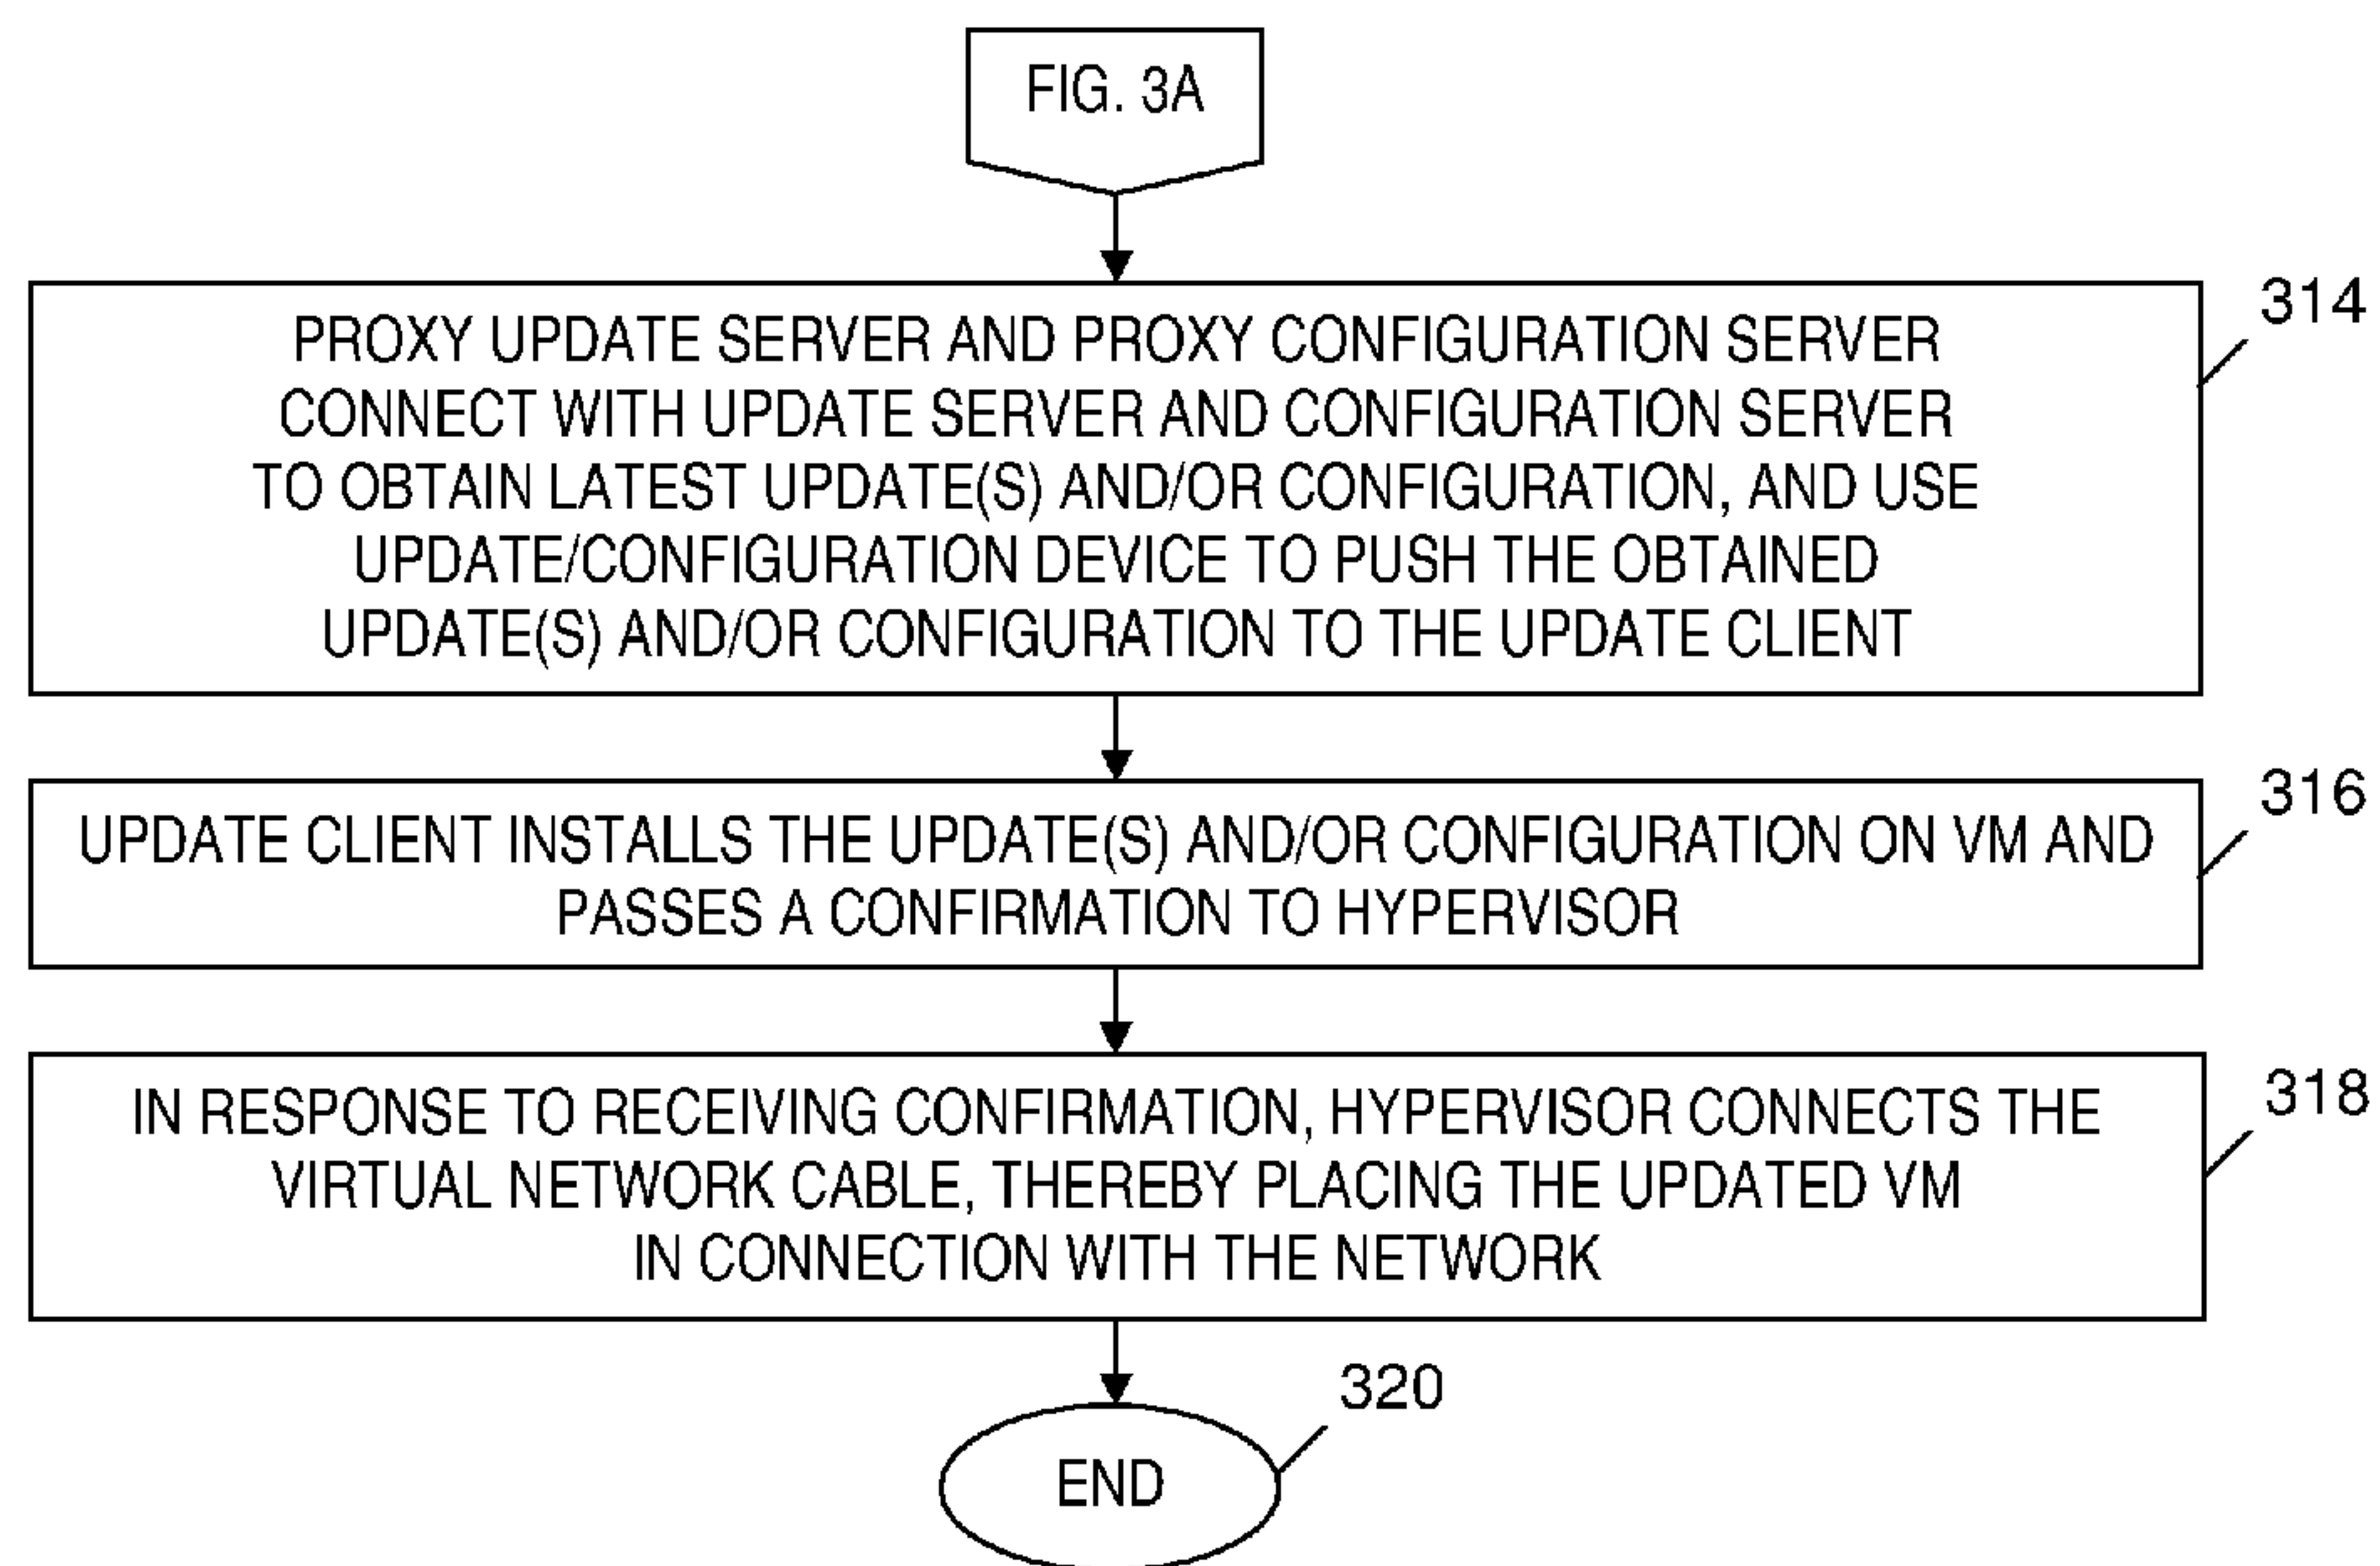 FIG. 3A
314
PROXY UPDATE SERVER AND PROXY CONFIGURATION SERVER
CONNECT WITH UPDATE SERVER AND CONFIGURATION SERVER
TO OBTAIN LATEST UPDATE(S) AND/OR CONFIGURATION, AND USE
UPDATE/CONFIGURATION DEVICE TO PUSH THE OBTAINED
UPDATE(S) AND/OR CONFIGURATION TO THE UPDATE CLIENT
316
UPDATE CLIENT INSTALLS THE UPDATE(S) AND/OR CONFIGURATION ON VM AND
PASSES A CONFIRMATION TO HYPERVISOR
318
IN RESPONSE TO RECEIVING CONFIRMATION, HYPERVISOR CONNECTS THE
VIRTUAL NETWORK CABLE, THEREBY PLACING THE UPDATED VM
IN CONNECTION WITH THE NETWORK
320
END